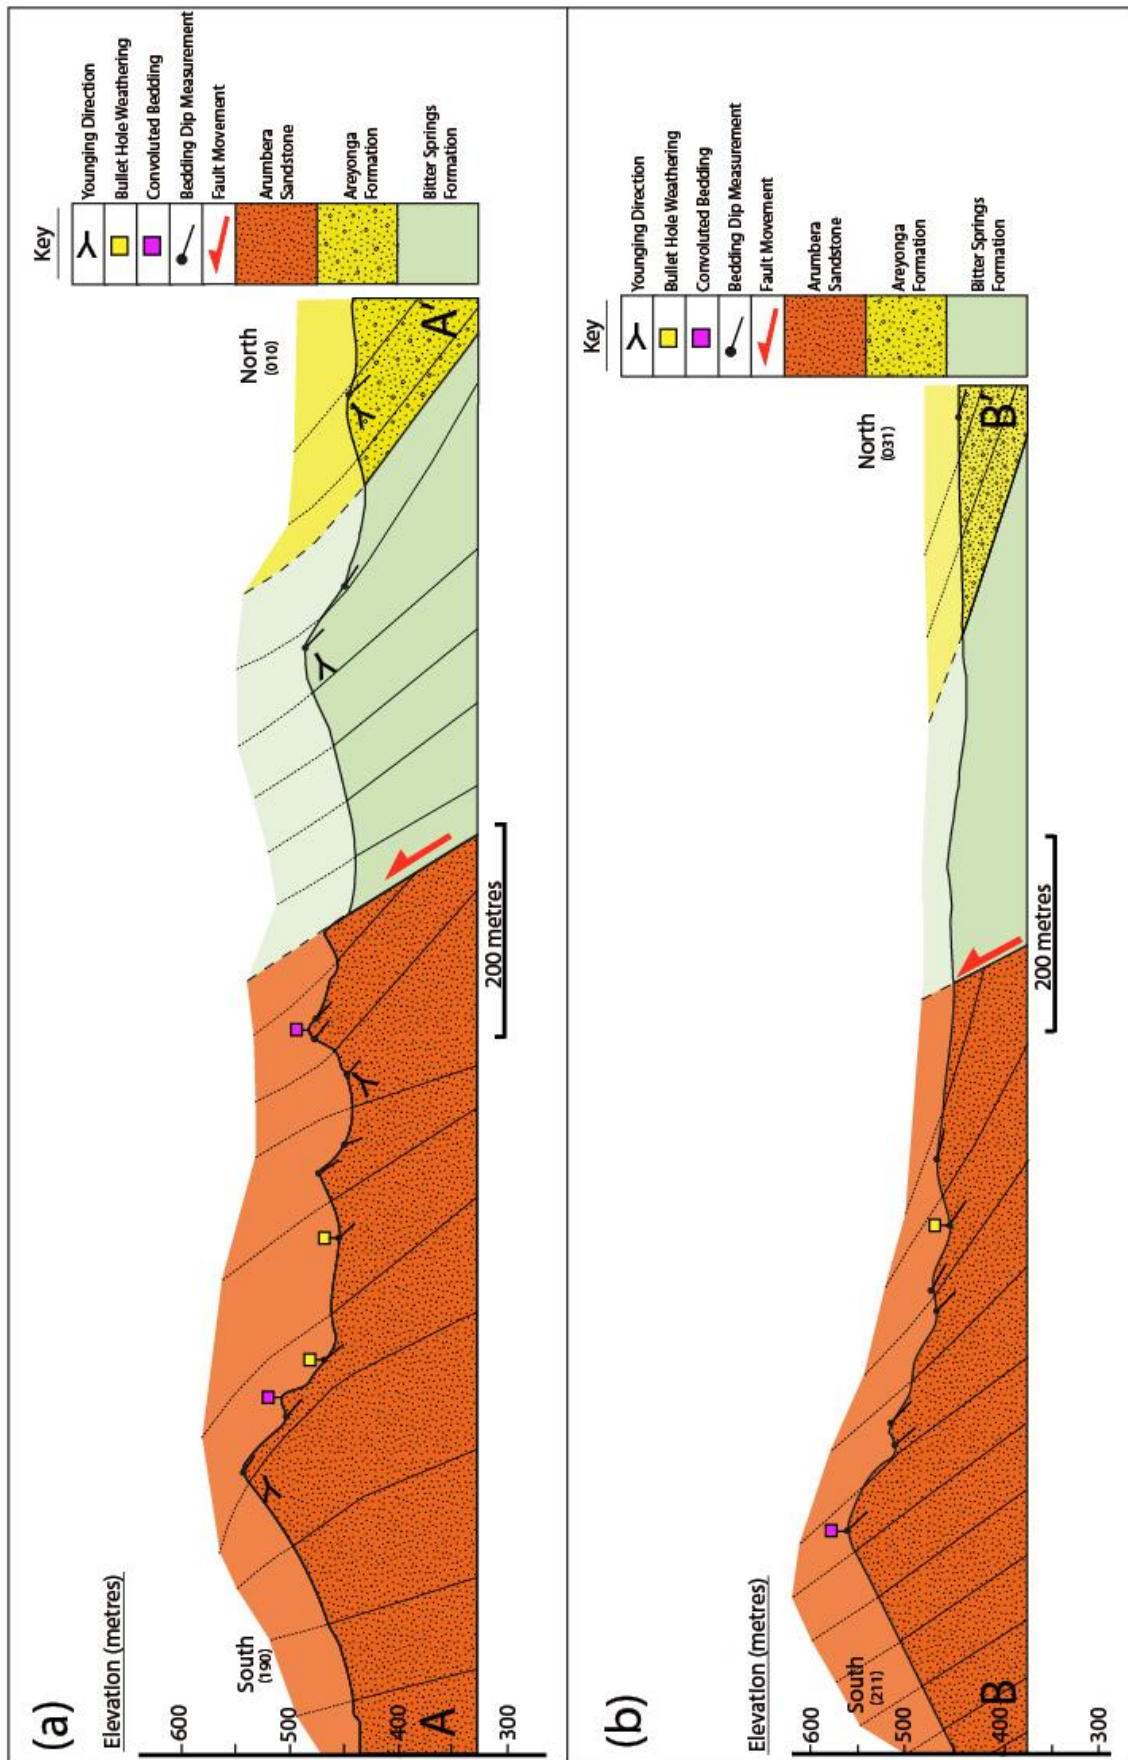 (a)
Elevation (metres)
600
500
400
300
South
(190)
A
North
(010)
A'
200 metres
Key
Y
Younging Direction
Bullet Hole Weathering
Convoluted Bedding
Bedding Dip Measurement
Fault Movement
Arumbera
Sandstone
Areyonga
Formation
Bitter Springs
Formation
Y
Y
Y
Y
(b)
Elevation (metres)
600
500
400
300
South
(211)
B
North
(031)
B'
200 metres
Key
Y
Younging Direction
Bullet Hole Weathering
Convoluted Bedding
Bedding Dip Measurement
Fault Movement
Arumbera
Sandstone
Areyonga
Formation
Bitter Springs
Formation